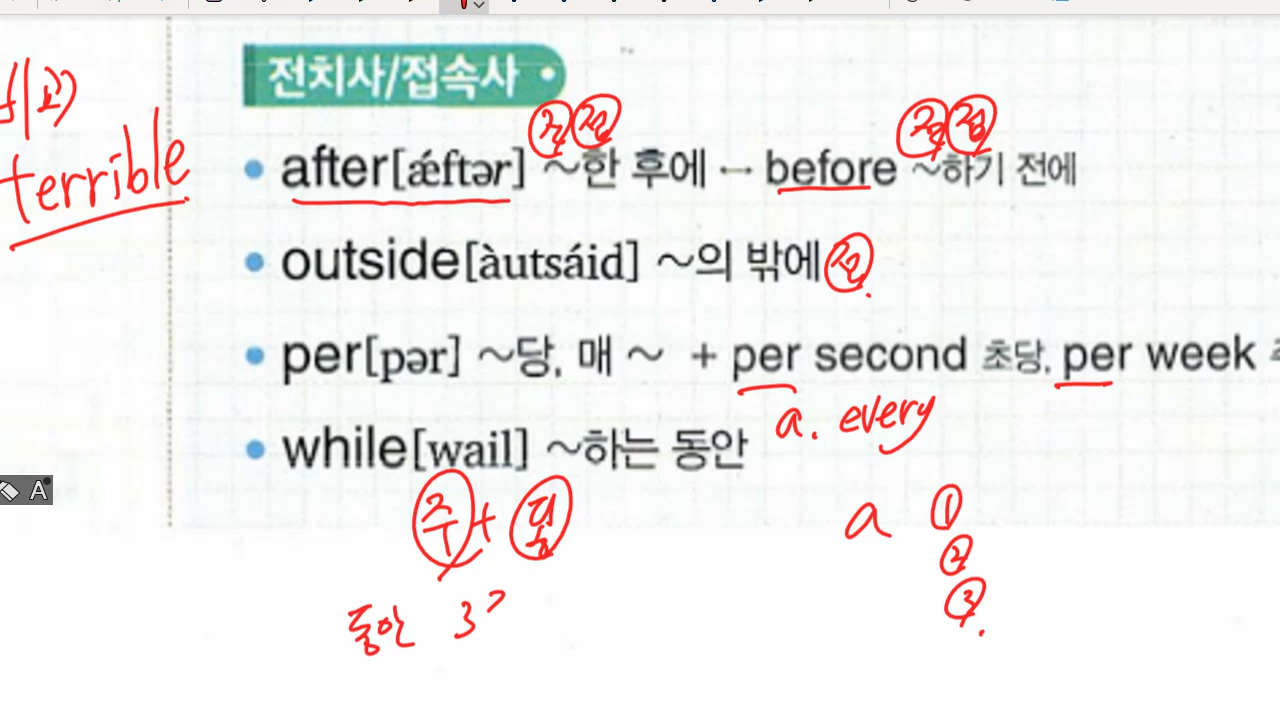 전치사/접속사
전 접 전
terrible
after[ǽftər] ~한 후에 ↔ before ~하기 전에
outside[àutsáid] ~의 밖에 전
per[pər] ~당, 매 ~ + per second 초당, per week
a. every
while[wail] ~하는 동안
주 + a ①
②
동안 3 ③